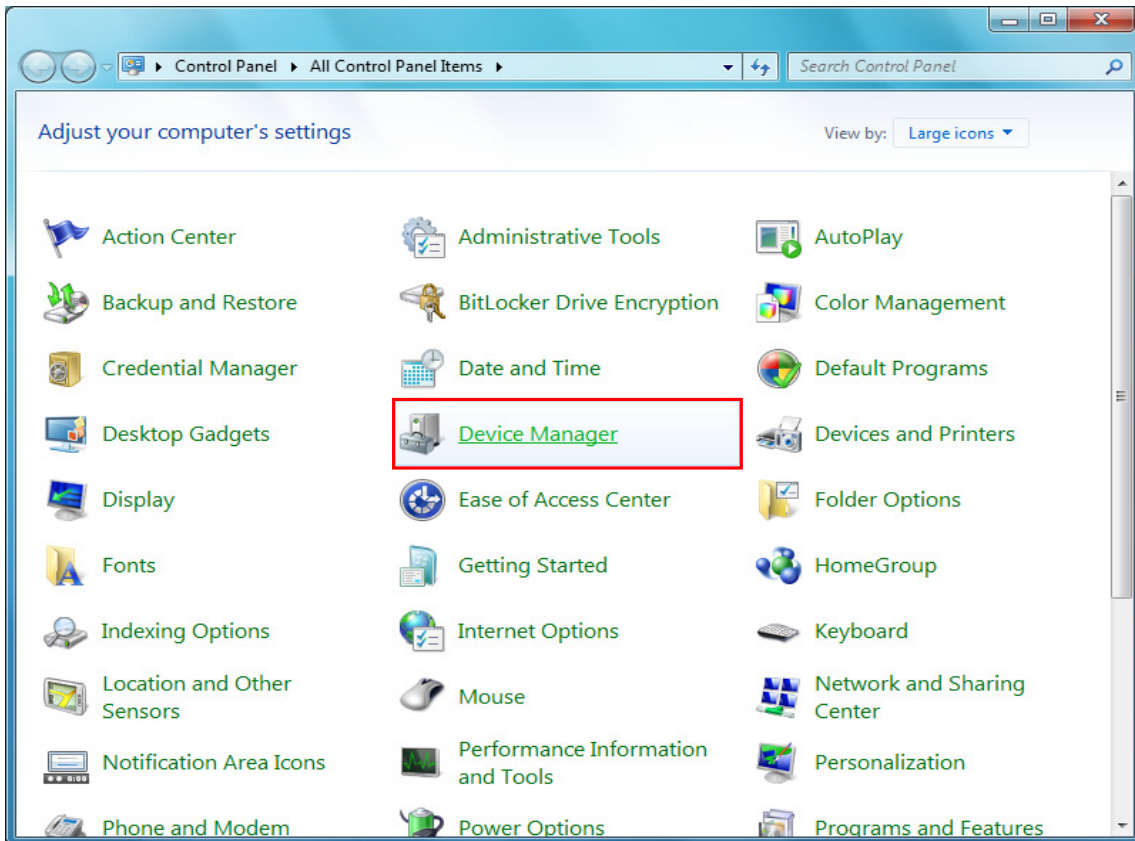 Control Panel All Control Panel Items Search Control Panel
Adjust your computer's settings View by: Large icons
Action Center Administrative Tools AutoPlay
Backup and Restore BitLocker Drive Encryption Color Management
Credential Manager Date and Time Default Programs
Desktop Gadgets Device Manager Devices and Printers
Display Ease of Access Center Folder Options
Fonts Getting Started HomeGroup
Indexing Options Internet Options Keyboard
Location and Other
Sensors
Mouse
Network and Sharing
Center
Notification Area Icons
Performance Information
and Tools
Personalization
Phone and Modem Power Options Programs and Features